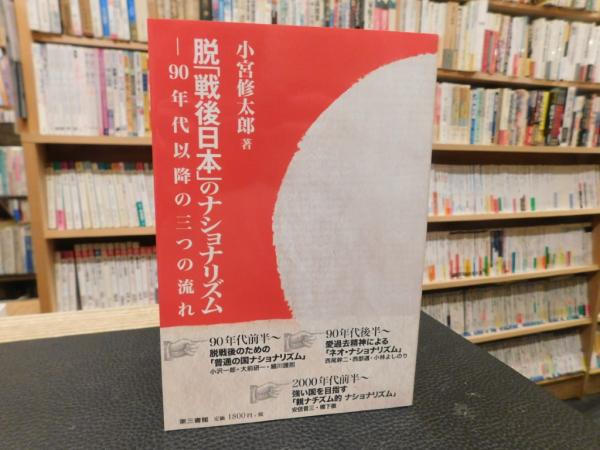 小宮修太郎 著
脱「戦後日本」のナショナリズム
―90年代以降の三つの流れ
90年代前半〜
脱戦後のための
「普通の国ナショナリズム」
小沢一郎・大前研一・細川護熙
90年代後半〜
愛過去精神による
「ネオ・ナショナリズム」
西尾幹二・西部邁・小林よしのり
2000年代前半〜
強い国を目指す
「親ナチズム的 ナショナリズム」
安倍晋三・橋下徹
第三書館 定価 1800円+税